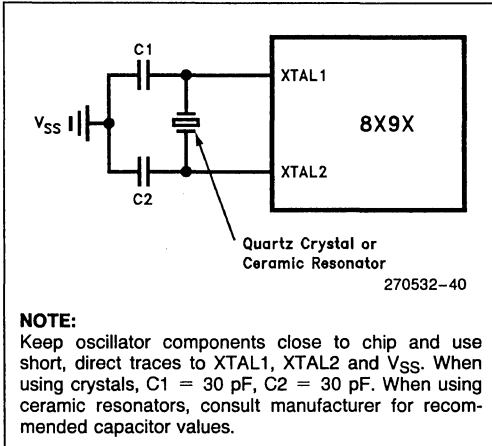 C1
XTAL1
8X9X
VSS
XTAL2
C2
Quartz Crystal or
Ceramic Resonator
270532-40
NOTE:
Keep oscillator components close to chip and use
short, direct traces to XTAL1, XTAL2 and VSS. When
using crystals, C1 = 30 pF, C2 = 30 pF. When using
ceramic resonators, consult manufacturer for recom-
mended capacitor values.